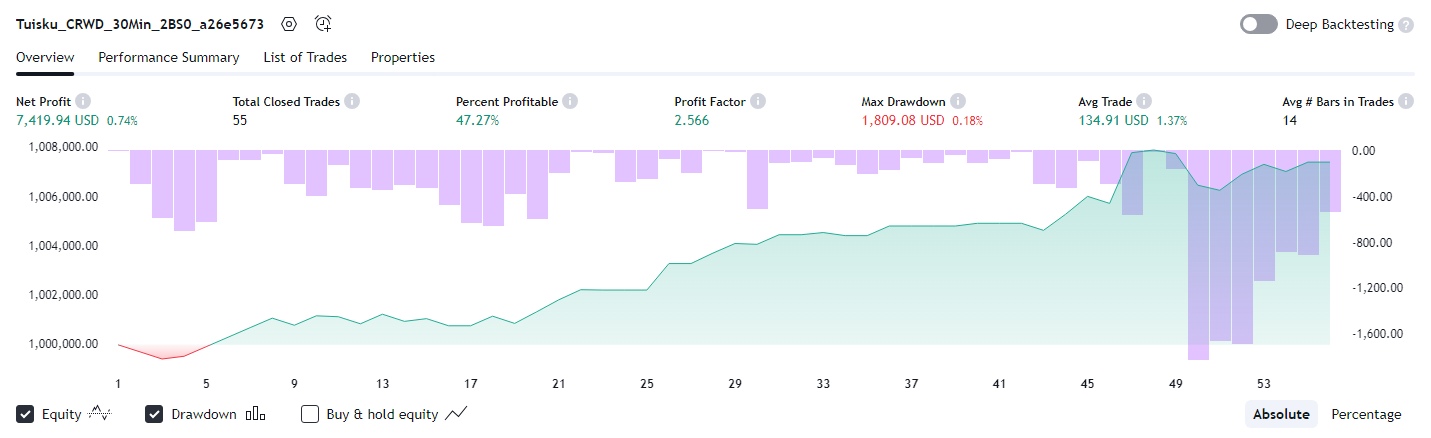 Tuisku_CRWD_30Min_2BS0_a26e5673 Deep Backtesting ?
Overview Performance Summary List of Trades Properties
Net Profit i Total Closed Trades i Percent Profitable i Profit Factor i Max Drawdown i Avg Trade i Avg # Bars in Trades i
7,419.94 USD 0.74% 55 47.27% 2.566 1,809.08 USD 0.18% 134.91 USD 1.37% 14
1,008,000.00 0.00
1,006,000.00 -400.00
1,004,000.00 -800.00
1,002,000.00 -1,200.00
1,000,000.00 -1,600.00
1 5 9 13 17 21 25 29 33 37 41 45 49 53
Equity Drawdown Buy & hold equity Absolute Percentage